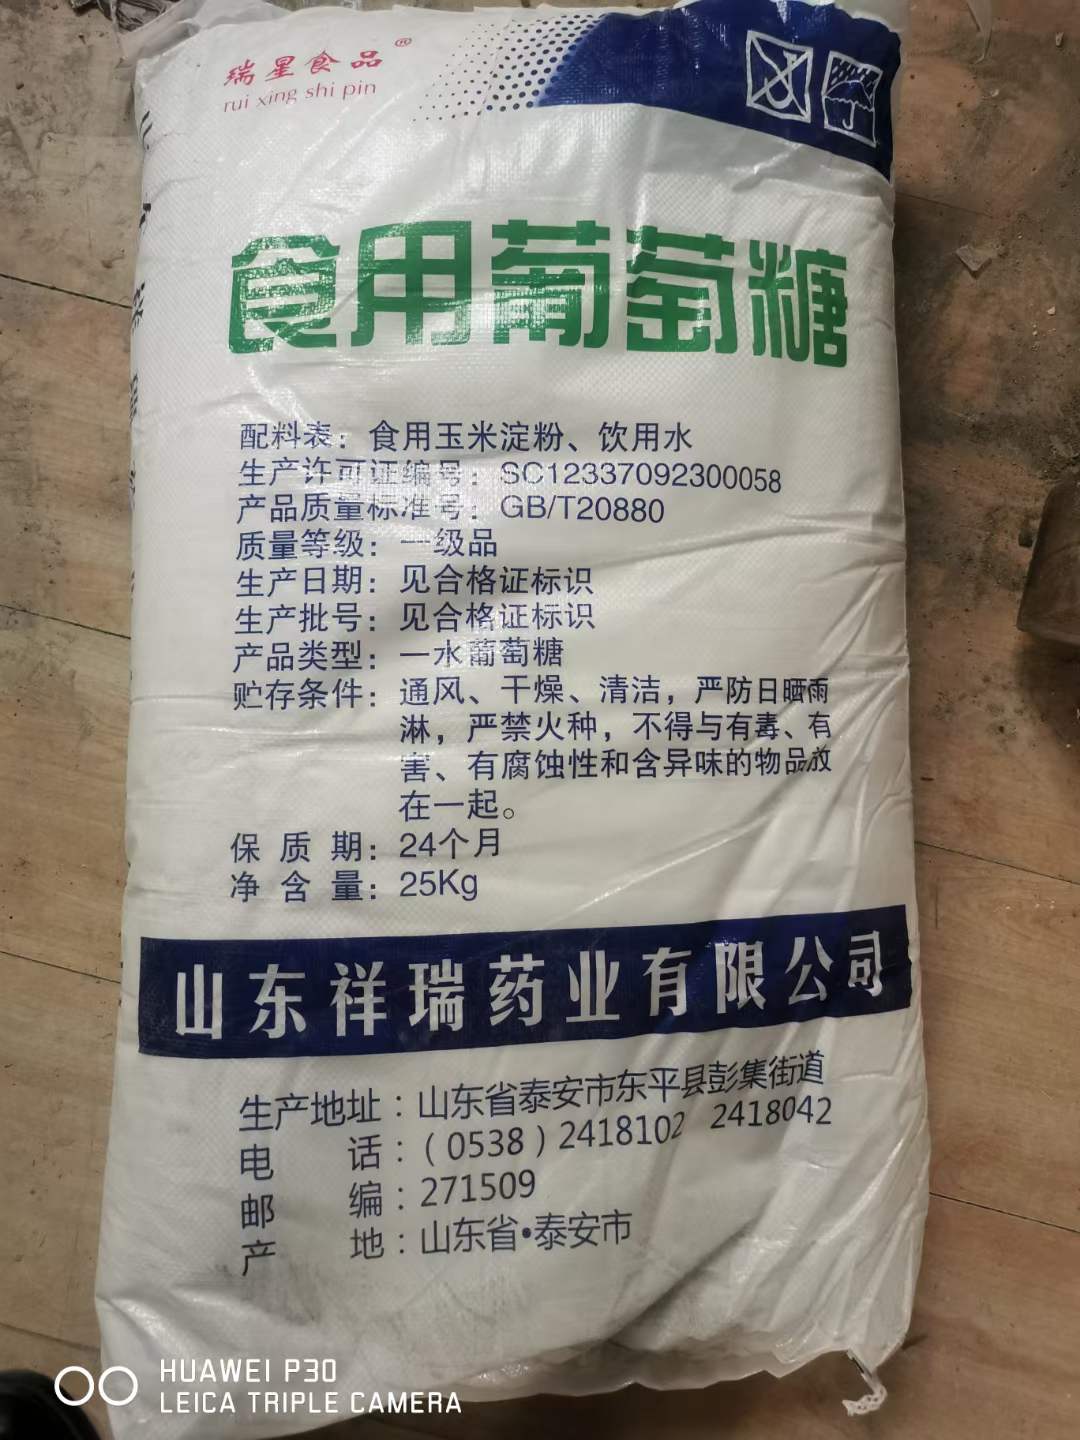 瑞星食品®
rui xing shi pin
食用葡萄糖
配料表：食用玉米淀粉、饮用水
生产许可证编号：SC12337092300058
产品质量标准号：GB/T20880
质量等级：一级品
生产日期：见合格证标识
生产批号：见合格证标识
产品类型：一水葡萄糖
贮存条件：通风、干燥、清洁，严防日晒雨
淋，严禁火种，不得与有毒、有
害、有腐蚀性和含异味的物品放
在一起。
保质期：24个月
净含量：25Kg
山东祥瑞药业有限公司
生产地址：山东省泰安市东平县彭集街道
电话：(0538)2418102 2418042
邮编：271509
产地：山东省·泰安市
HUAWEI P30
LEICA TRIPLE CAMERA